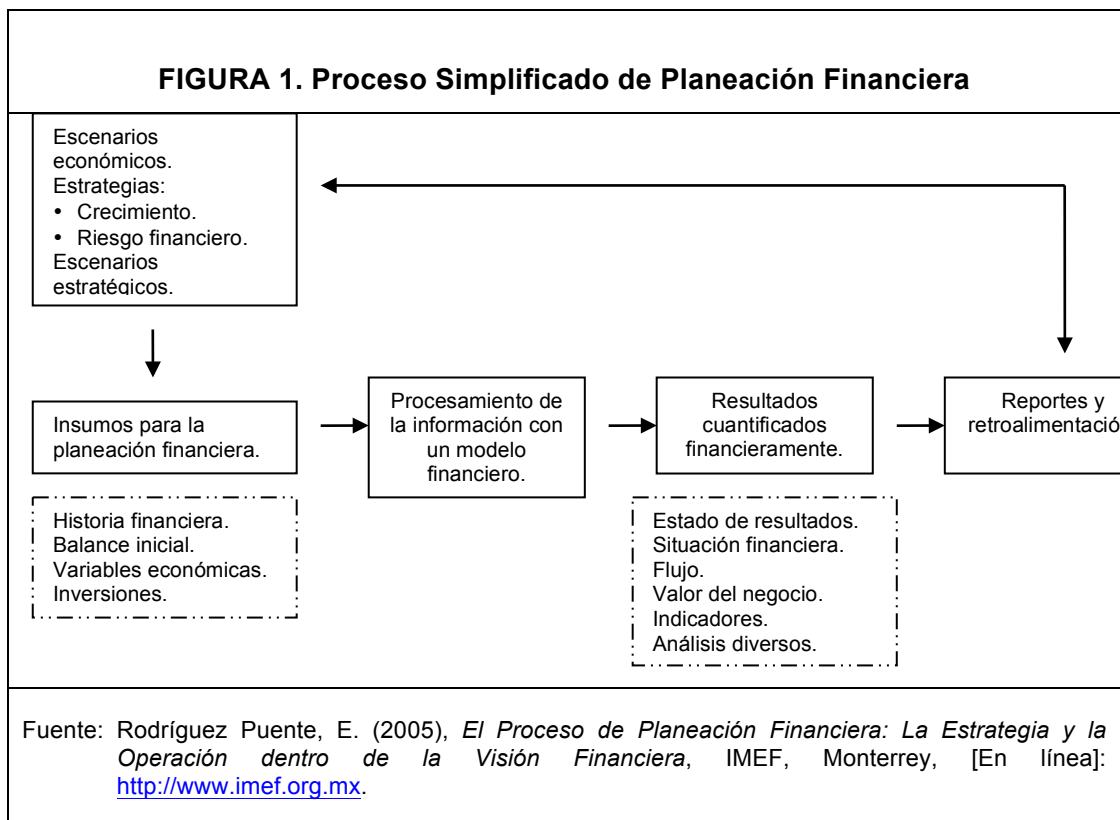 FIGURA 1. Proceso Simplificado de Planeación Financiera
Escenarios
económicos.
Estrategias:
• Crecimiento.
• Riesgo financiero.
Escenarios
estratégicos.
Insumos para la
planeación financiera.
Procesamiento de
la información con
un modelo
financiero.
Resultados
cuantificados
financieramente.
Reportes y
retroalimentació
Historia financiera.
Balance inicial.
Variables económicas.
Inversiones.
Estado de resultados.
Situación financiera.
Flujo.
Valor del negocio.
Indicadores.
Análisis diversos.
Fuente: Rodríguez Puente, E. (2005), El Proceso de Planeación Financiera: La Estrategia y la
Operación dentro de la Visión Financiera, IMEF, Monterrey, [En línea]:
http://www.imef.org.mx.